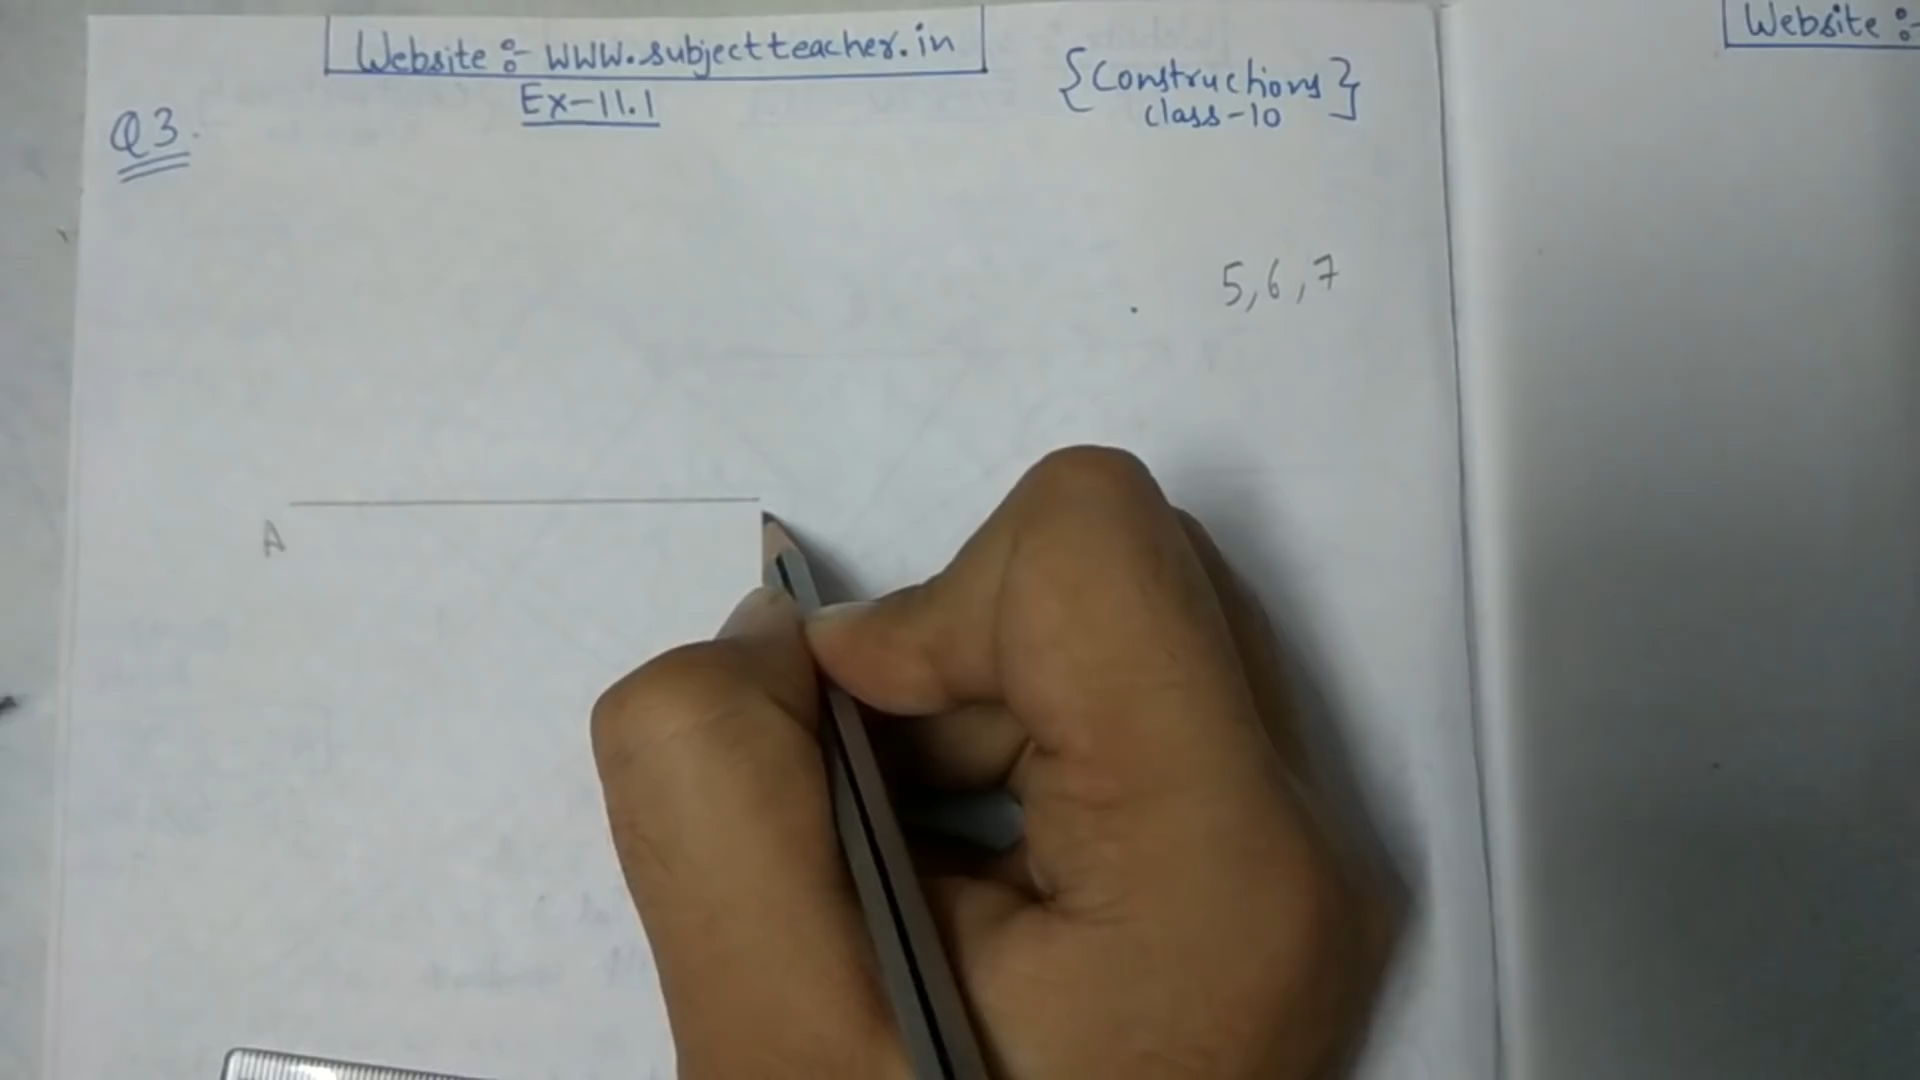 Website :- WWW.subjectteacher.in
Ex-11.1
{Constructions}
class-10
Q3.
5,6,7
A
Website :-